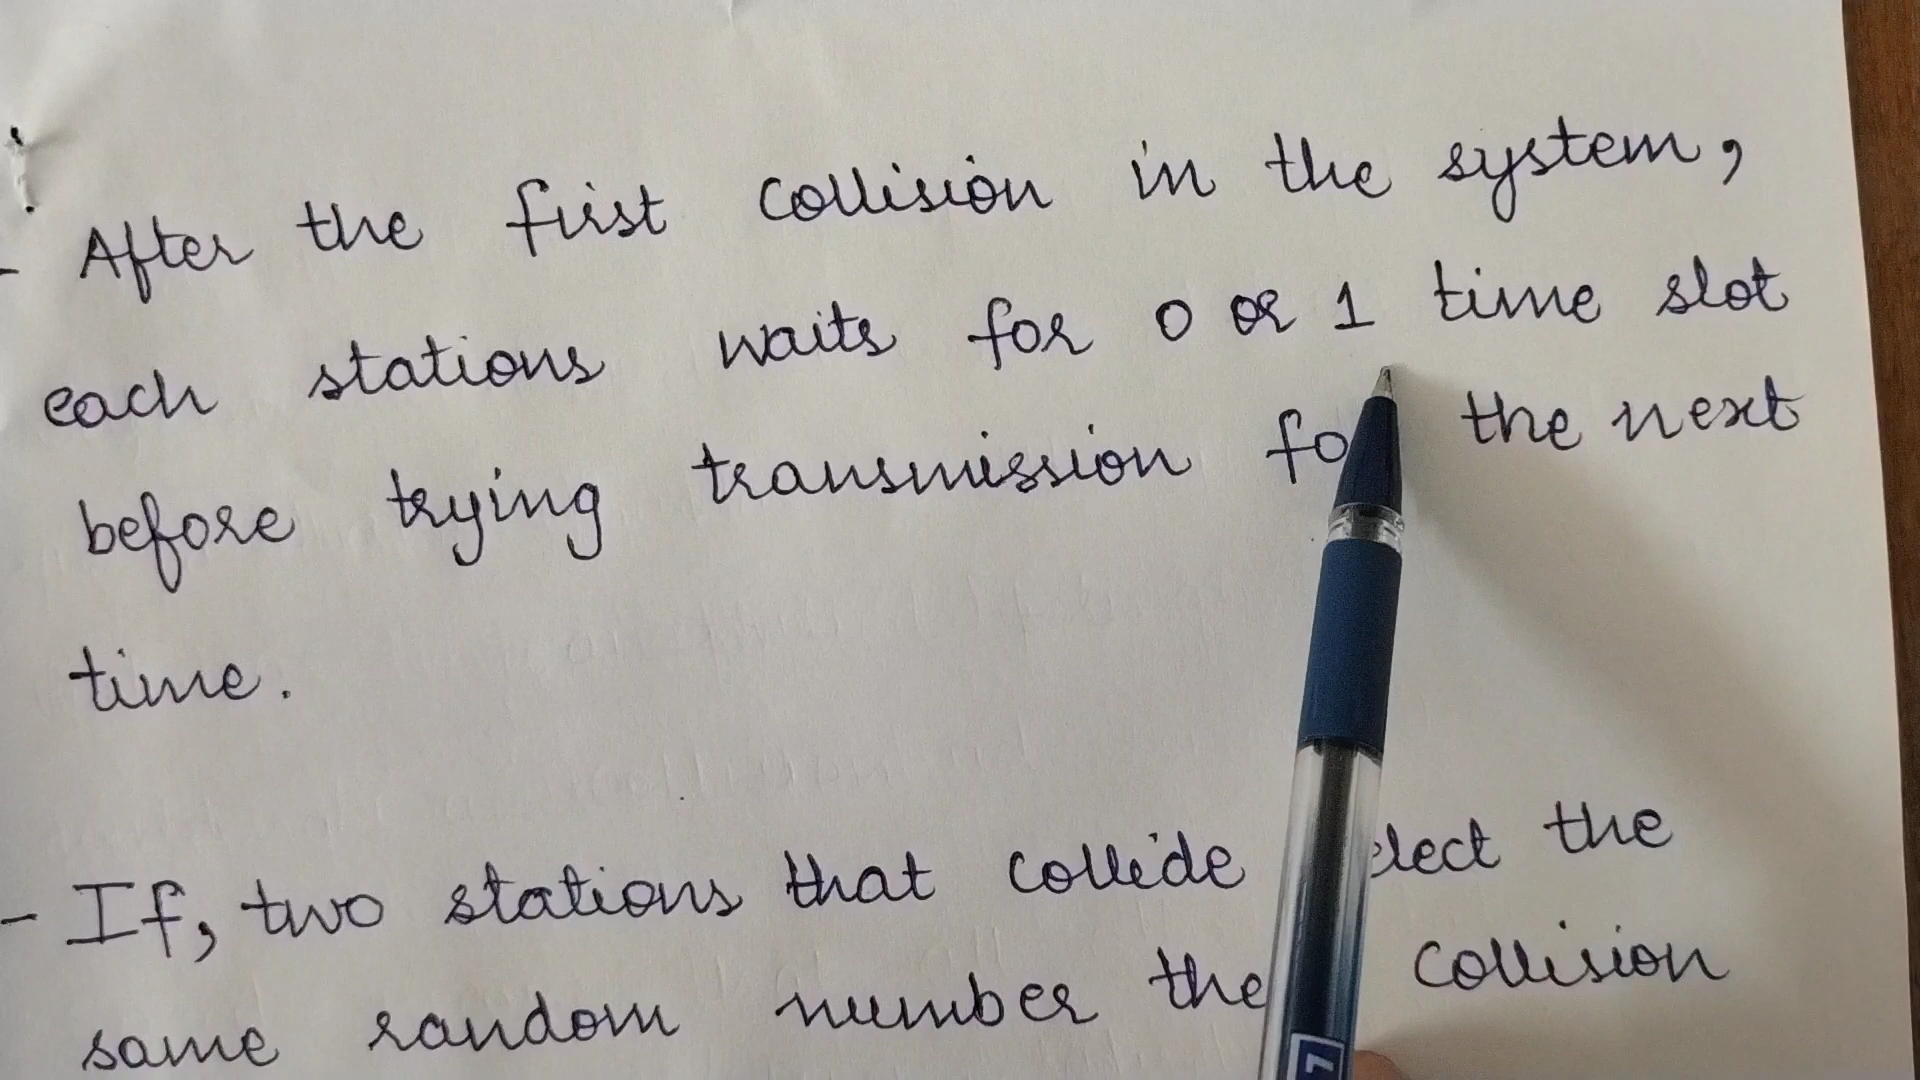 - After the first collision in the system,
each stations waits for 0 or 1 time slot
before trying transmission fo the next
time.
- If, two stations that collide elect the
same random number the collision